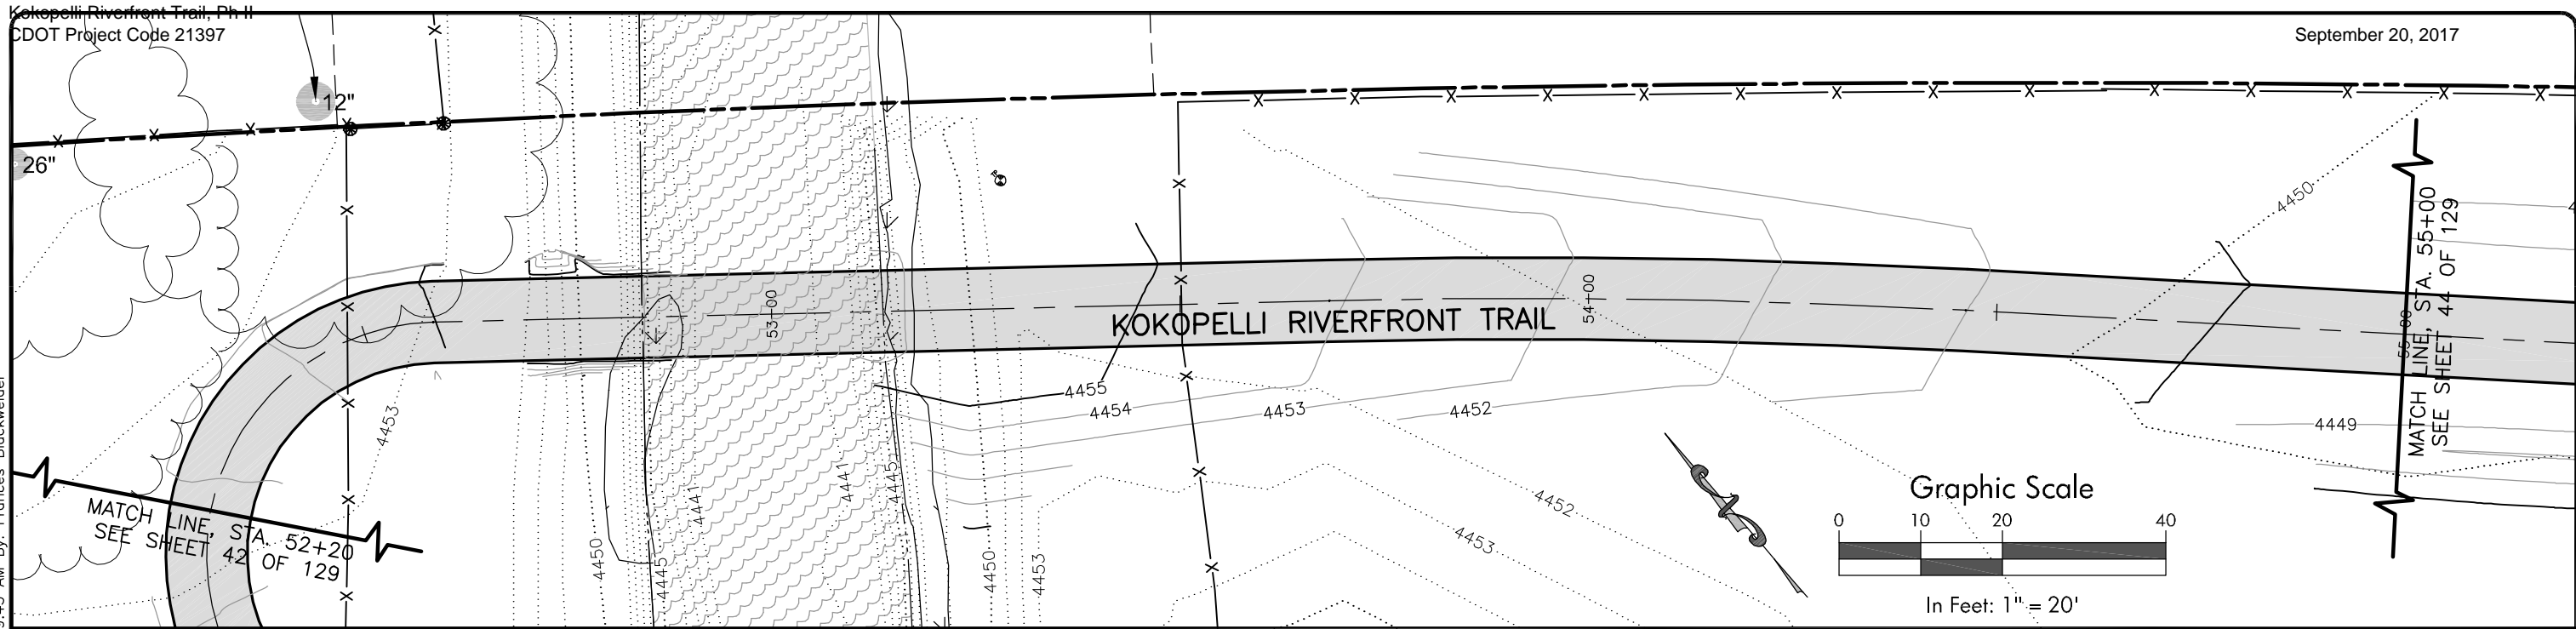 Kokopelli Riverfront Trail, Ph II
CDOT Project Code 21397
September 20, 2017
12"
26"
4450
MATCH LINE, STA. 55+00
SEE SHEET 44 OF 129
53+00
54+00
55+00
KOKOPELLI RIVERFRONT TRAIL
4455
4454
4453
4452
4453
4449
4441
4445
4441
4450
4445
4450
4453
4452
4453
MATCH LINE, STA. 52+20
SEE SHEET 42 OF 129
Graphic Scale
0 10 20 40
In Feet: 1" = 20'